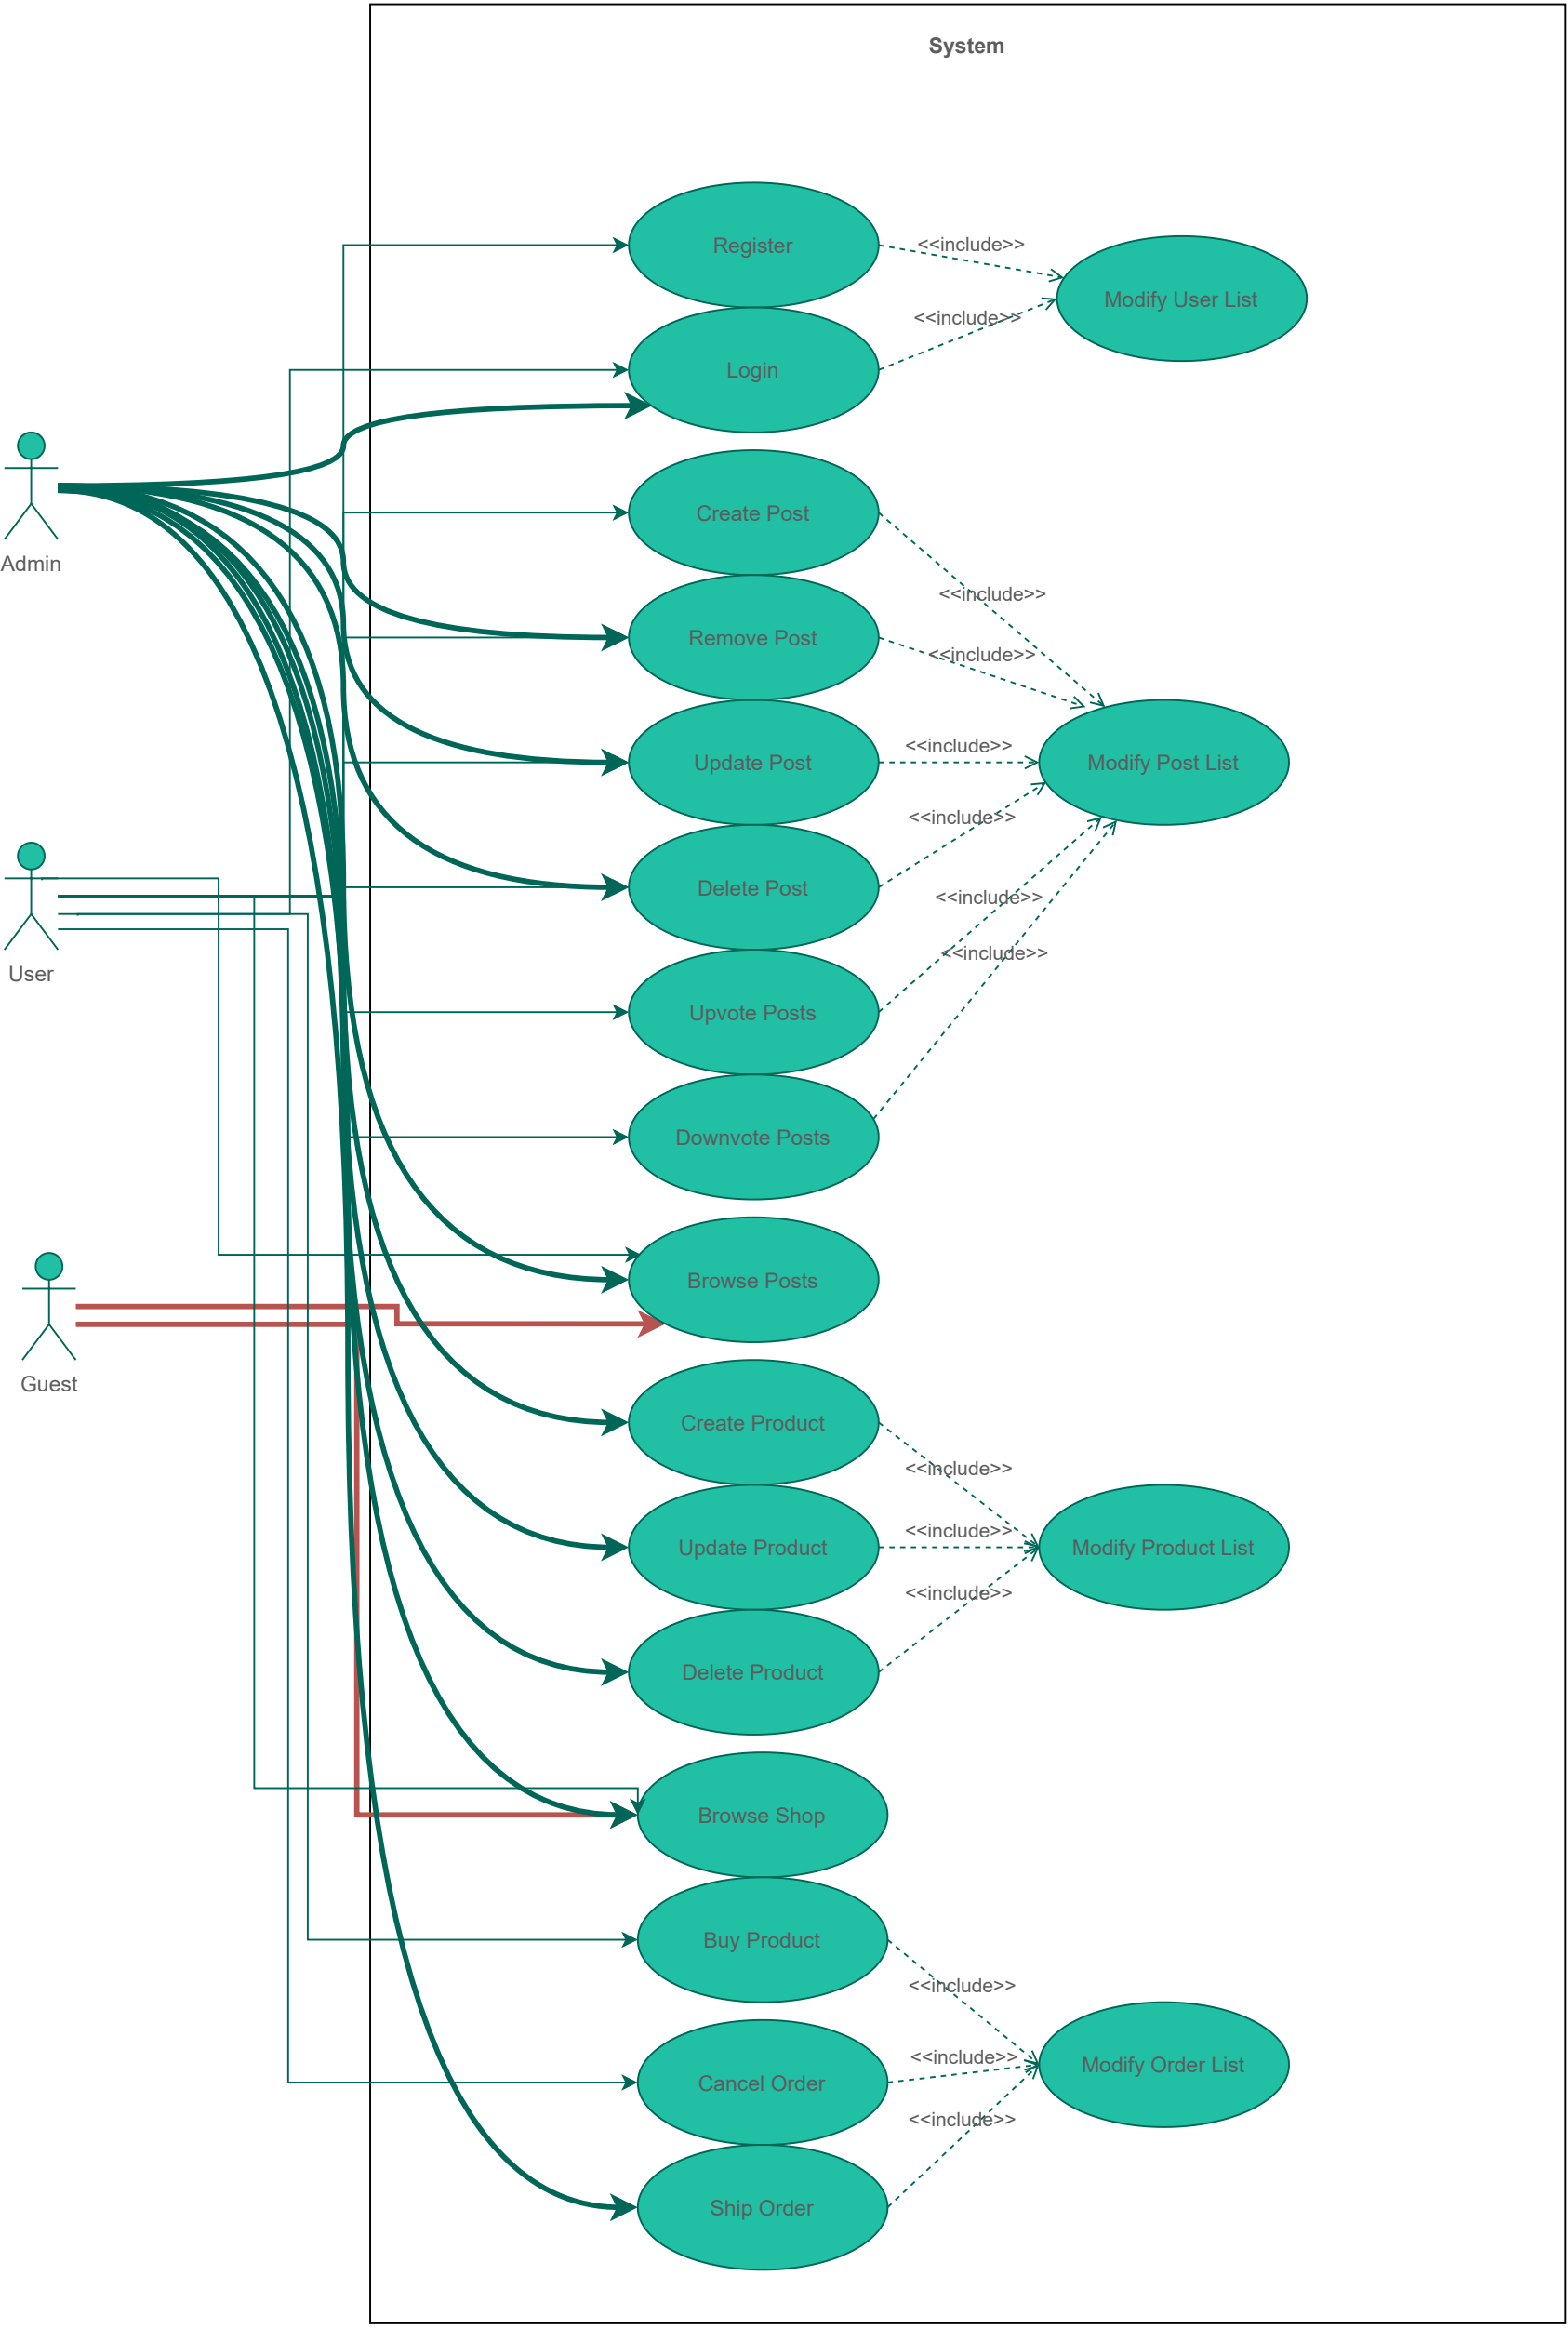 System
Register
<<include>>
Modify User List
Login
<<include>>
Admin
Create Post
<<include>>
Remove Post
<<include>>
Update Post
<<include>>
Modify Post List
Delete Post
<<include>>
User
<<include>>
Upvote Posts
<<include>>
Downvote Posts
Browse Posts
Guest
Create Product
<<include>>
Update Product
<<include>>
Modify Product List
Delete Product
<<include>>
Browse Shop
Buy Product
<<include>>
Cancel Order
<<include>>
Modify Order List
<<include>>
Ship Order